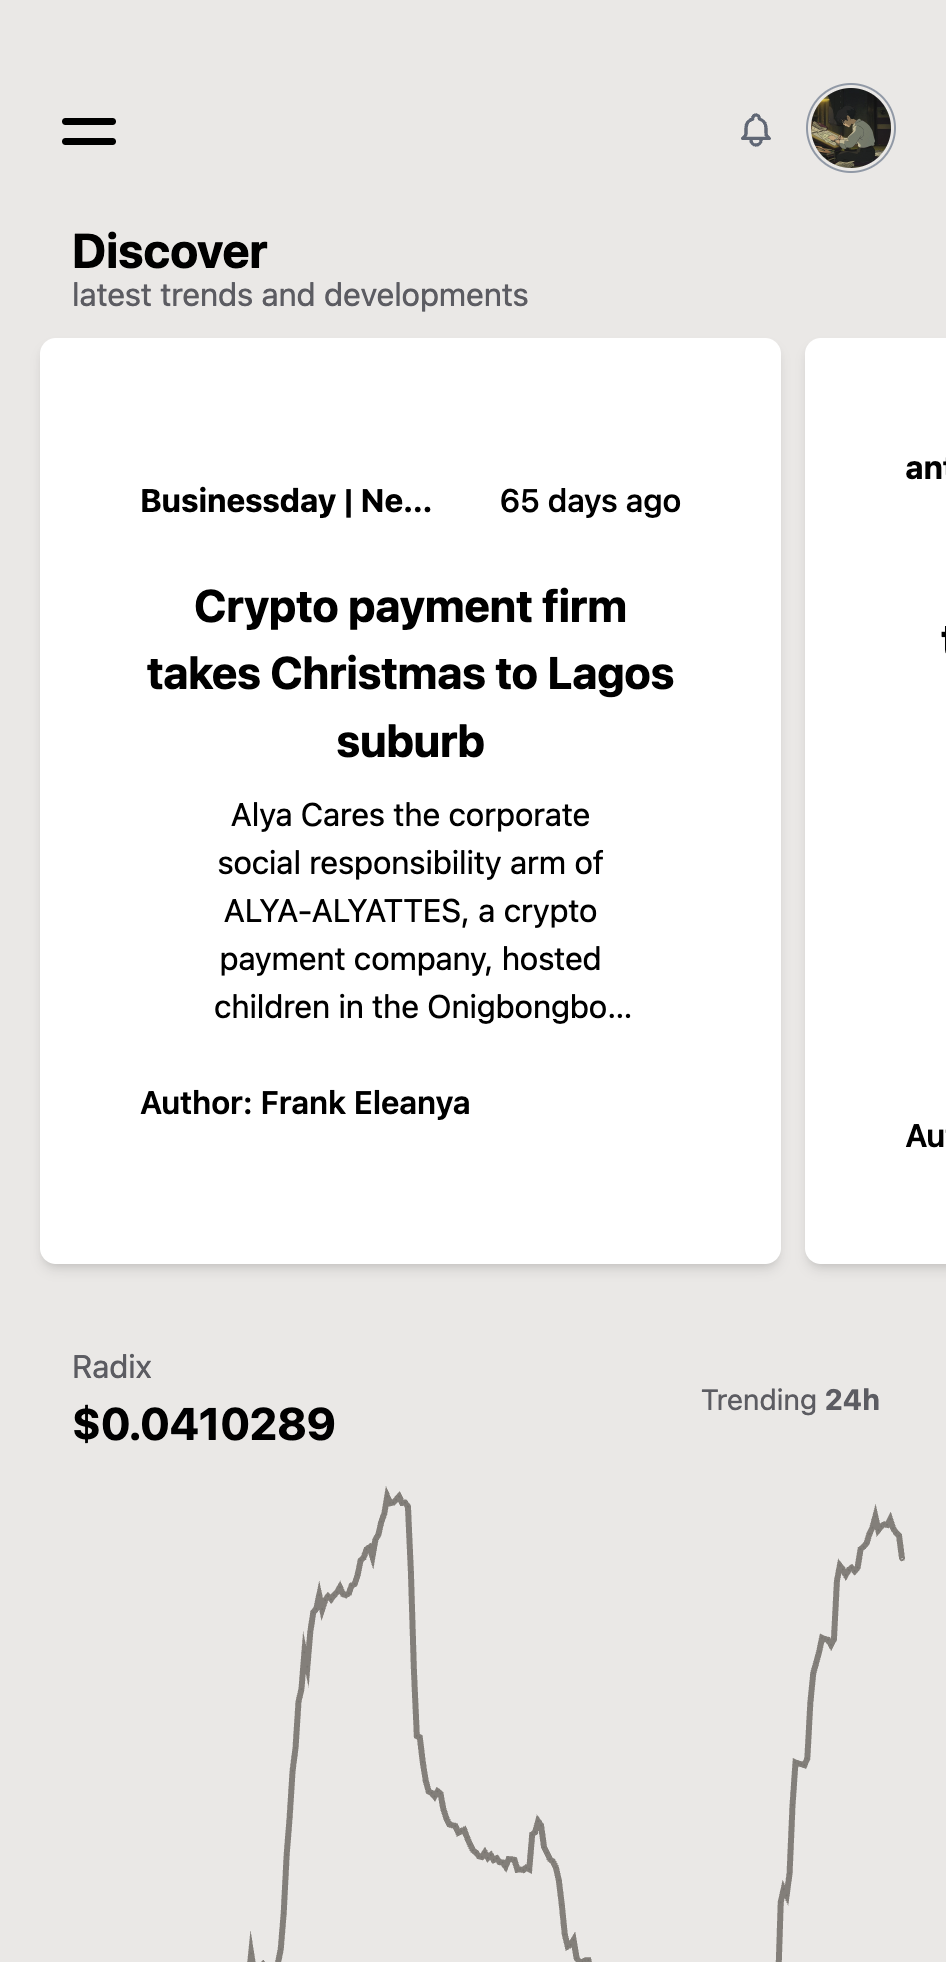 Discover
latest trends and developments
Businessday | Ne...
65 days ago
Crypto payment firm
takes Christmas to Lagos
suburb
Alya Cares the corporate
social responsibility arm of
ALYA-ALYATTES, a crypto
payment company, hosted
children in the Onigbongbo...
Author: Frank Eleanya
Radix
$0.0410289
Trending 24h